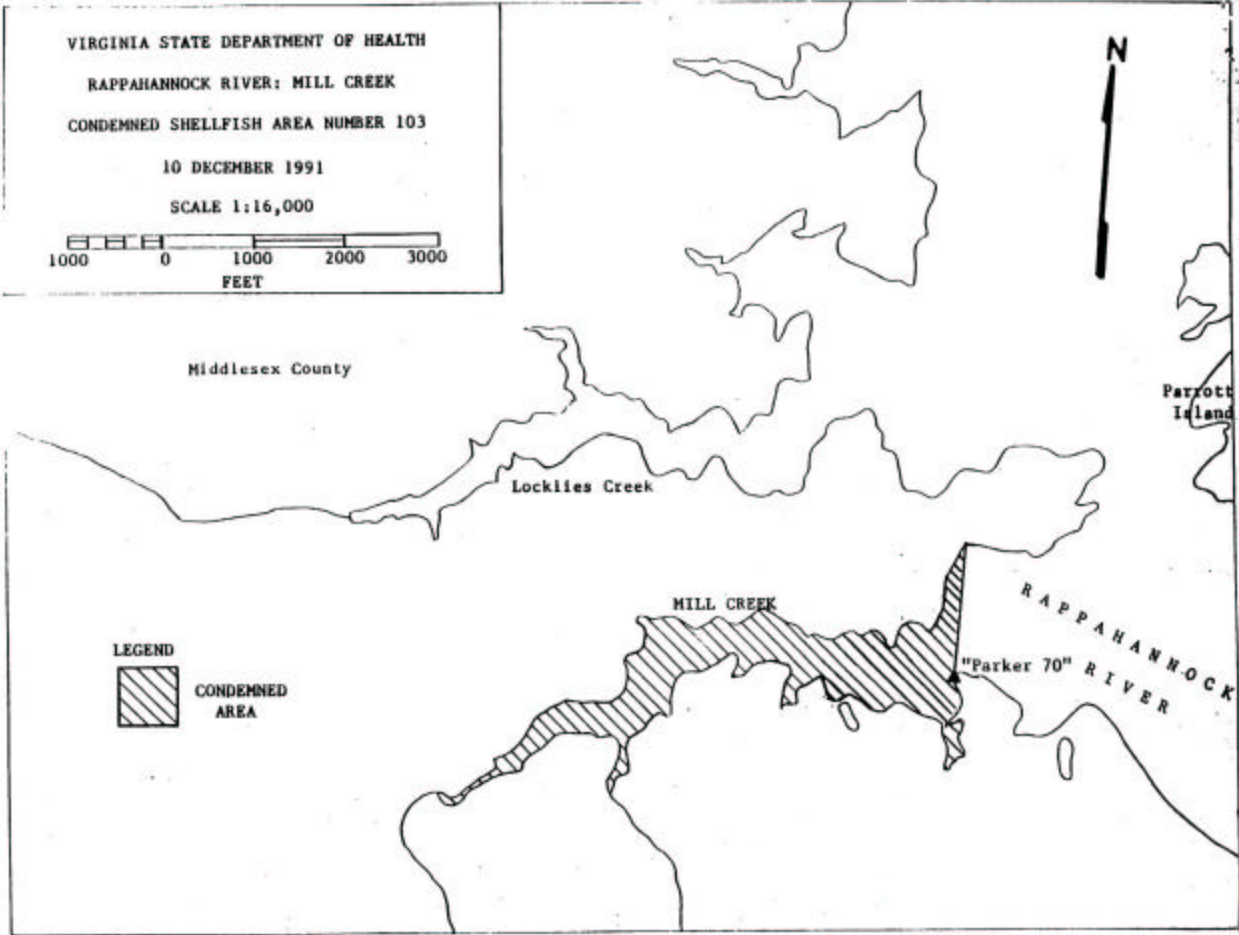 VIRGINIA STATE DEPARTMENT OF HEALTH
RAPPAHANNOCK RIVER: MILL CREEK
CONDEMNED SHELLFISH AREA NUMBER 103
10 DECEMBER 1991
SCALE 1:16,000
1000 0 1000 2000 3000
FEET
N
Middlesex County
Parrott
Island
Locklies Creek
MILL CREEK
RAPPAHANNOCK
RIVER
"Parker 70"
LEGEND
CONDEMNED
AREA